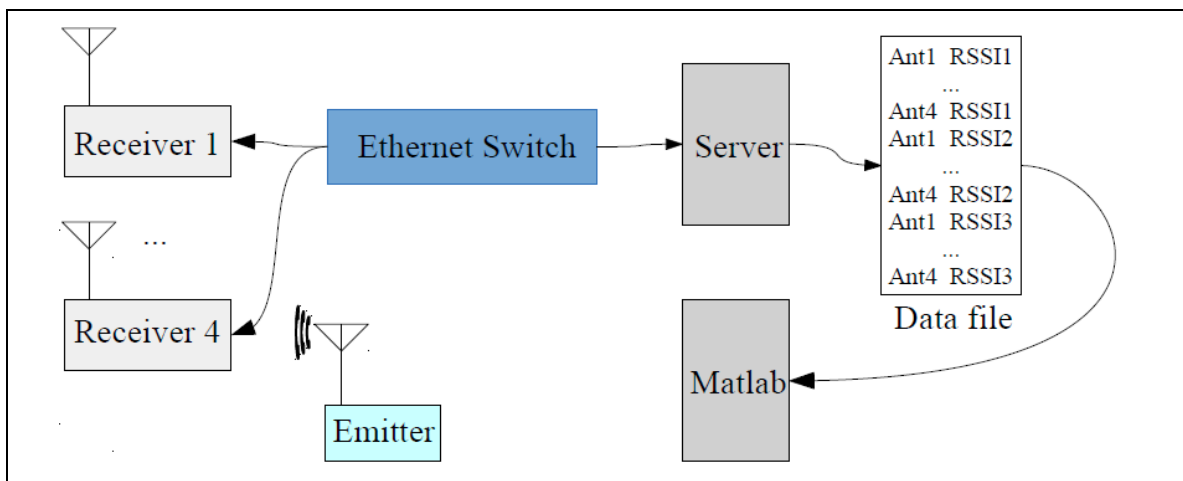 Receiver 1
...
Receiver 4
Emitter
Ethernet Switch
Server
Ant1 RSSI1
...
Ant4 RSSI1
Ant1 RSSI2
...
Ant4 RSSI2
Ant1 RSSI3
...
Ant4 RSSI3
Data file
Matlab